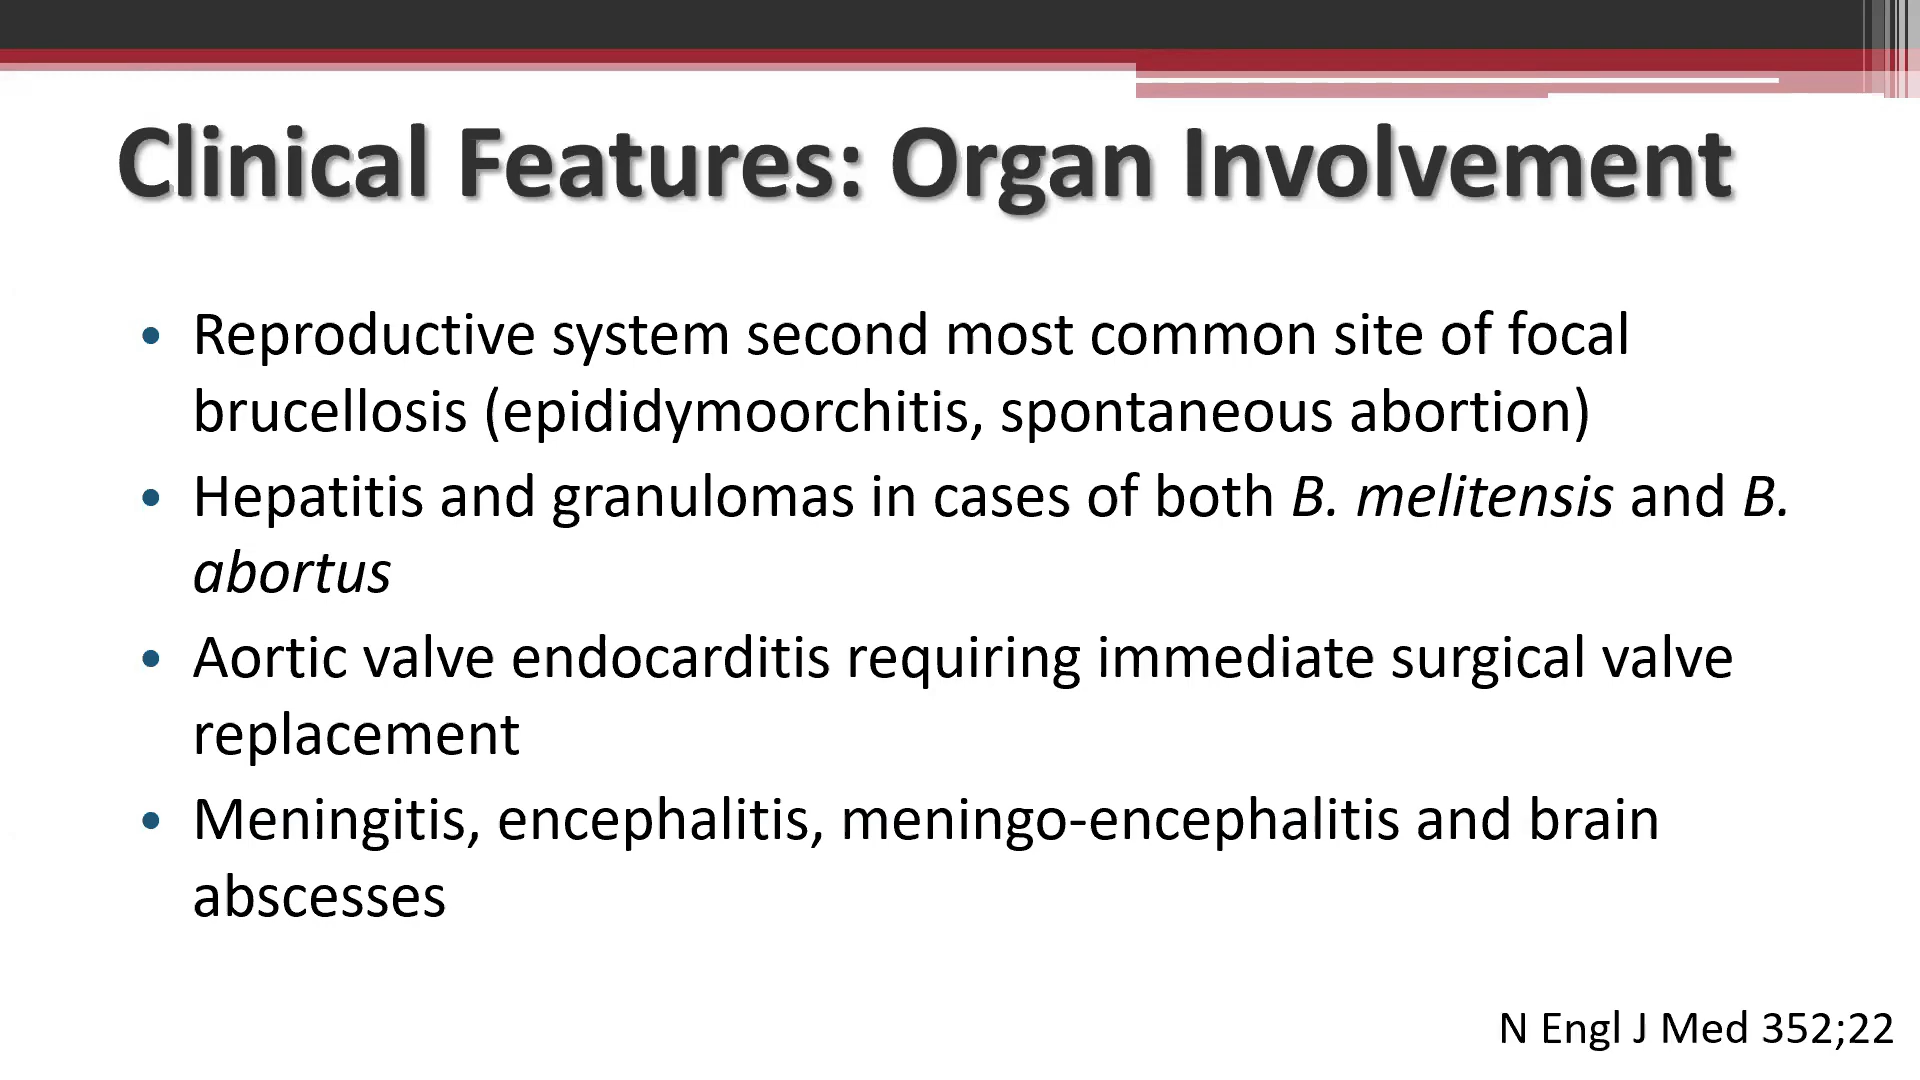 Clinical Features: Organ Involvement
• Reproductive system second most common site of focal
brucellosis (epididymoorchitis, spontaneous abortion)
• Hepatitis and granulomas in cases of both B. melitensis and B.
abortus
• Aortic valve endocarditis requiring immediate surgical valve
replacement
• Meningitis, encephalitis, meningo-encephalitis and brain
abscesses
N Engl J Med 352;22